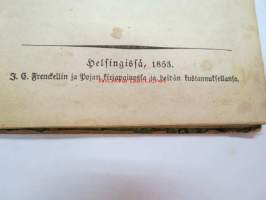 Helsingissä, 1853.
J. C. Frenckellin ja Pojan kirjapainossa ja heidän kustannuksellansa.